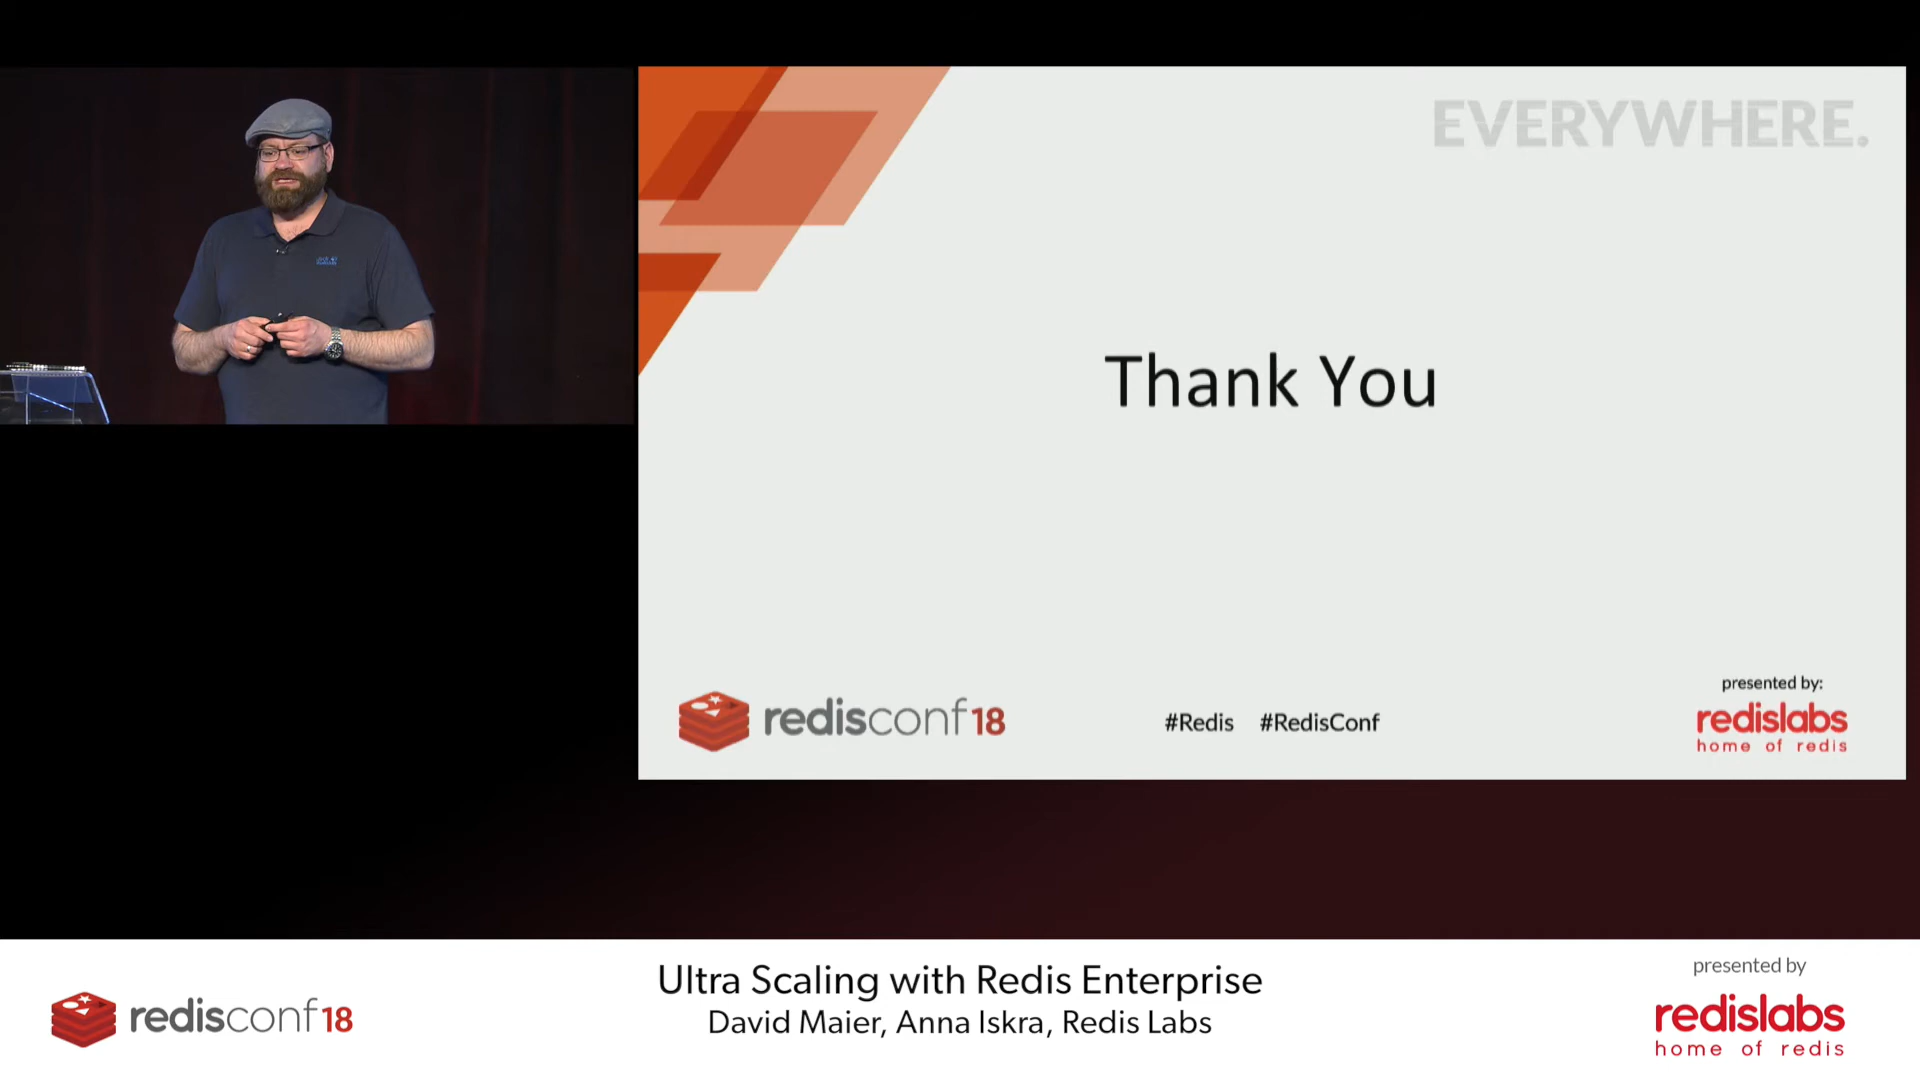 EVERYWHERE.
Thank You
redisconf18
#Redis #RedisConf
presented by:
redislabs
home of redis
redisconf18
Ultra Scaling with Redis Enterprise
David Maier, Anna Iskra, Redis Labs
presented by
redislabs
home of redis